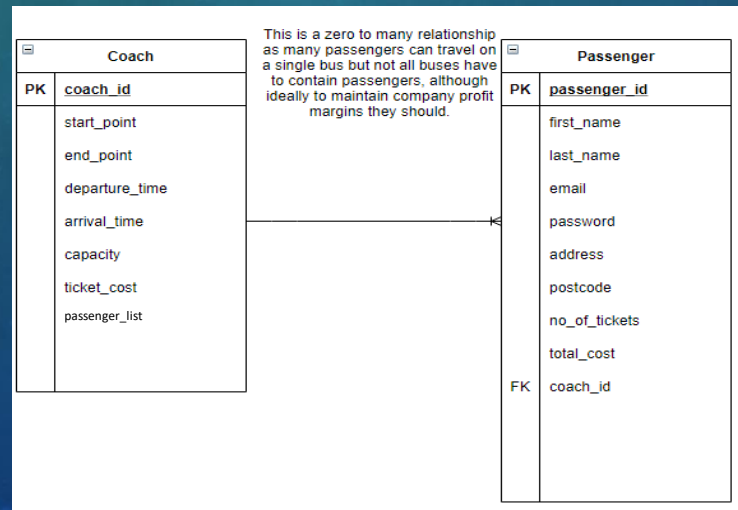 This is a zero to many relationship
as many passengers can travel on
a single bus but not all buses have
to contain passengers, although
ideally to maintain company profit
margins they should.
Coach
PK coach_id
start_point
end_point
departure_time
arrival_time
capacity
ticket_cost
passenger_list
Passenger
PK passenger_id
first_name
last_name
email
password
address
postcode
no_of_tickets
total_cost
FK coach_id